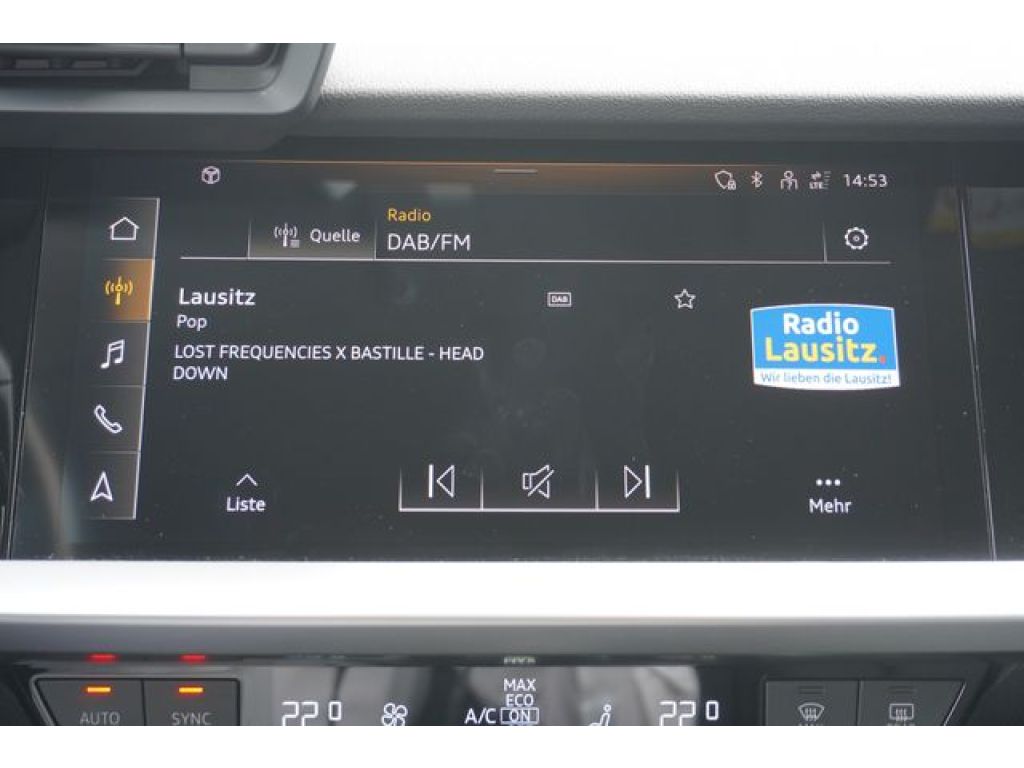 LTE 14:53
Radio
Quelle DAB/FM
Lausitz DAB
Pop
LOST FREQUENCIES X BASTILLE - HEAD
DOWN
Radio
Lausitz.
Wir lieben die Lausitz!
Liste
Mehr
MAX
ECO
AUTO SYNC 22 0 A/C ON 22 0